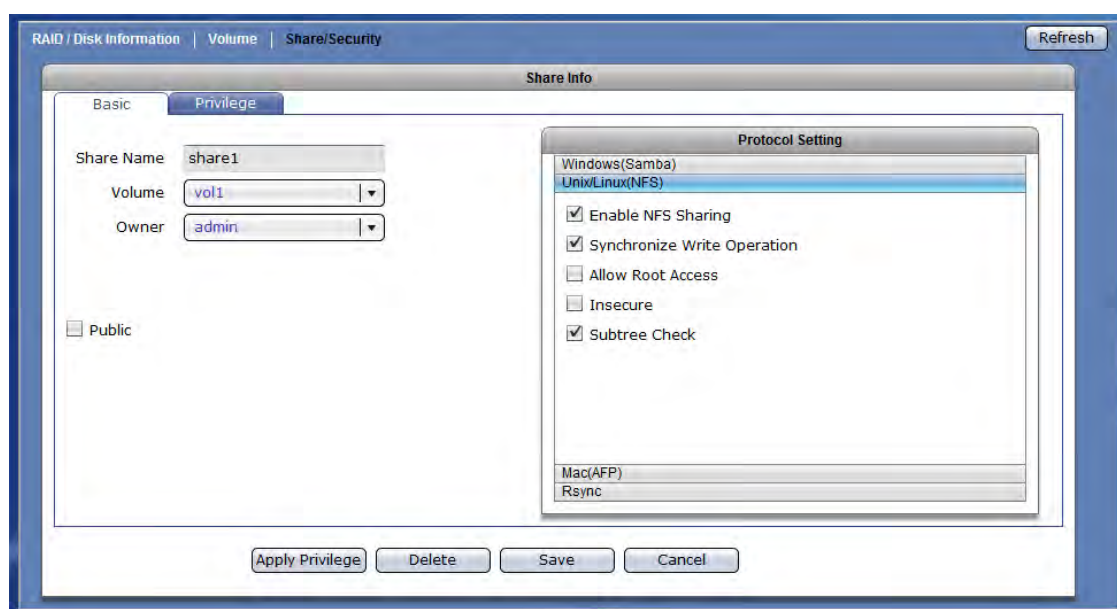 RAID / Disk Information | Volume | Share/Security
Refresh
Share Info
Basic
Privilege
Share Name share1
Volume vol1
Owner admin
Public
Protocol Setting
Windows(Samba)
Unix/Linux(NFS)
Enable NFS Sharing
Synchronize Write Operation
Allow Root Access
Insecure
Subtree Check
Mac(AFP)
Rsync
Apply Privilege
Delete
Save
Cancel